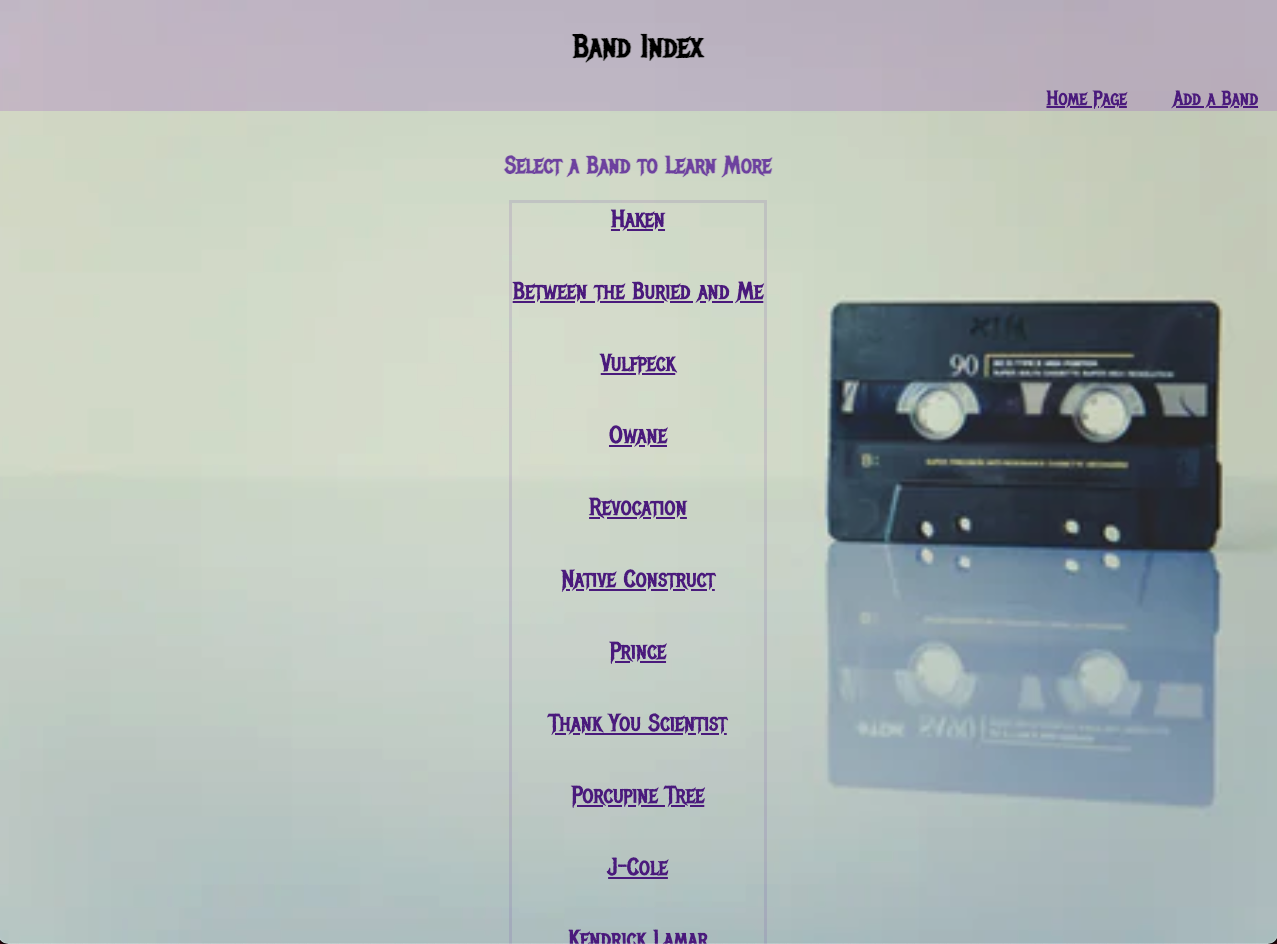 Band Index
Home Page Add a Band
Select a Band to Learn More
Haken
Between the Buried and Me
Vulfpeck
Owane
Revocation
Native Construct
Prince
Thank You Scientist
Porcupine Tree
J-Cole
Kendrick Lamar
90